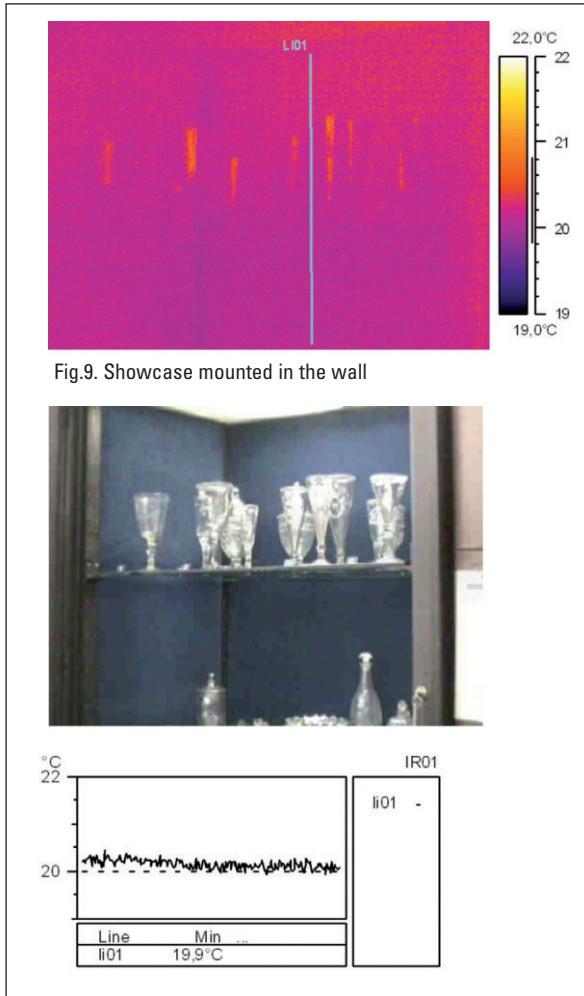 LI01
22,0°C
22
21
20
19
19,0°C
Fig.9. Showcase mounted in the wall
°C
IR01
22
20
li01 -
Line Min ...
li01 19,9°C